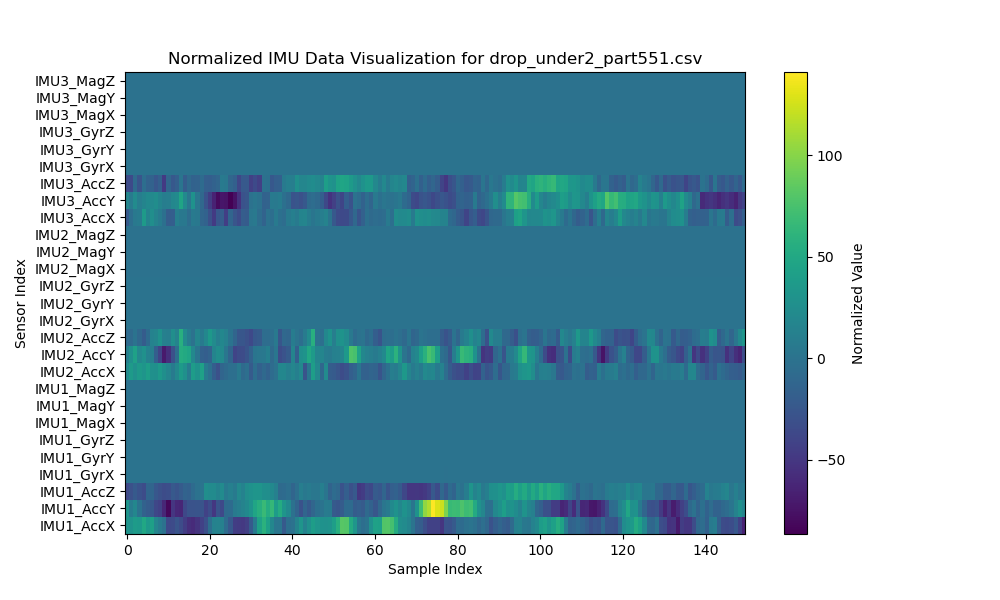 Normalized IMU Data Visualization for drop_under2_part551.csv
IMU3_MagZ
IMU3_MagY
IMU3_MagX
IMU3_GyrZ
IMU3_GyrY
IMU3_GyrX
IMU3_AccZ
IMU3_AccY
IMU3_AccX
IMU2_MagZ
IMU2_MagY
IMU2_MagX
IMU2_GyrZ
IMU2_GyrY
IMU2_GyrX
IMU2_AccZ
IMU2_AccY
IMU2_AccX
IMU1_MagZ
IMU1_MagY
IMU1_MagX
IMU1_GyrZ
IMU1_GyrY
IMU1_GyrX
IMU1_AccZ
IMU1_AccY
IMU1_AccX
Sensor Index
0 20 40 60 80 100 120 140
Sample Index
100
50
0
−50
Normalized Value